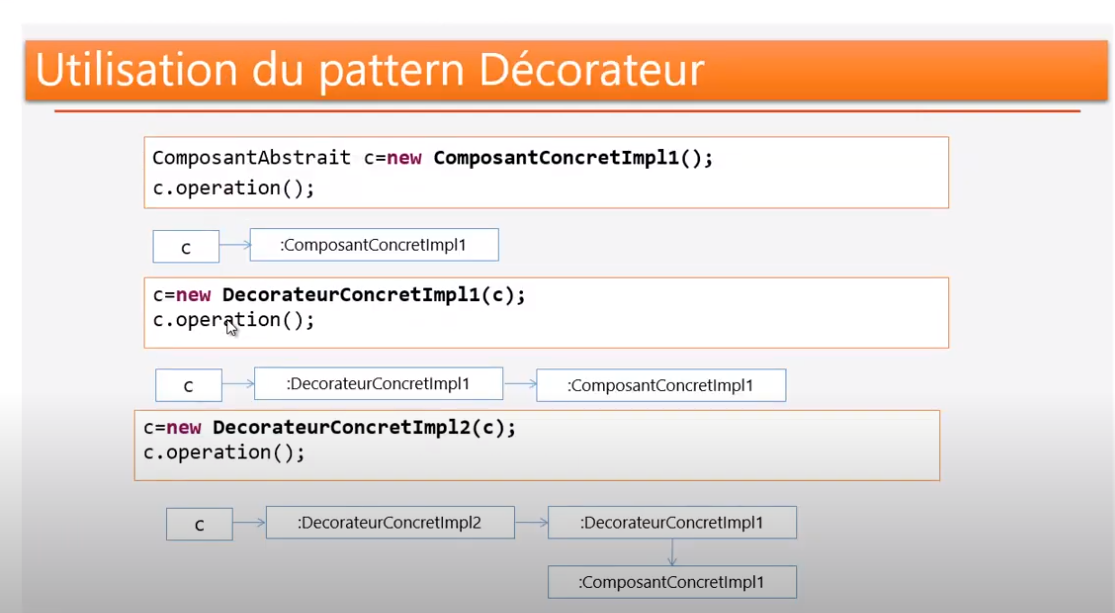 Utilisation du pattern Décorateur
ComposantAbstrait c=new ComposantConcretImpl1();
c.operation();
c
:ComposantConcretImpl1
c=new DecorateurConcretImpl1(c);
c.operation();
c
:DecorateurConcretImpl1
:ComposantConcretImpl1
c=new DecorateurConcretImpl2(c);
c.operation();
c
:DecorateurConcretImpl2
:DecorateurConcretImpl1
:ComposantConcretImpl1